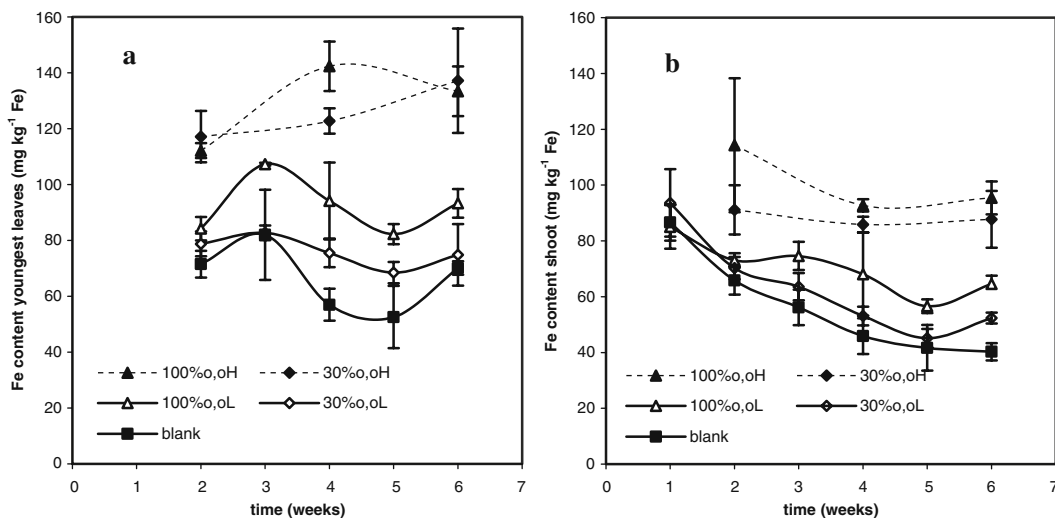 a
Fe content youngest leaves (mg kg⁻¹ Fe)
160
140
120
100
80
60
40
20
0
100%o,oH
30%o,oH
100%o,oL
30%o,oL
blank
0 1 2 3 4 5 6 7
time (weeks)
b
Fe content shoot (mg kg⁻¹ Fe)
160
140
120
100
80
60
40
20
0
100%o,oH
30%o,oH
100%o,oL
30%o,oL
blank
0 1 2 3 4 5 6 7
time (weeks)